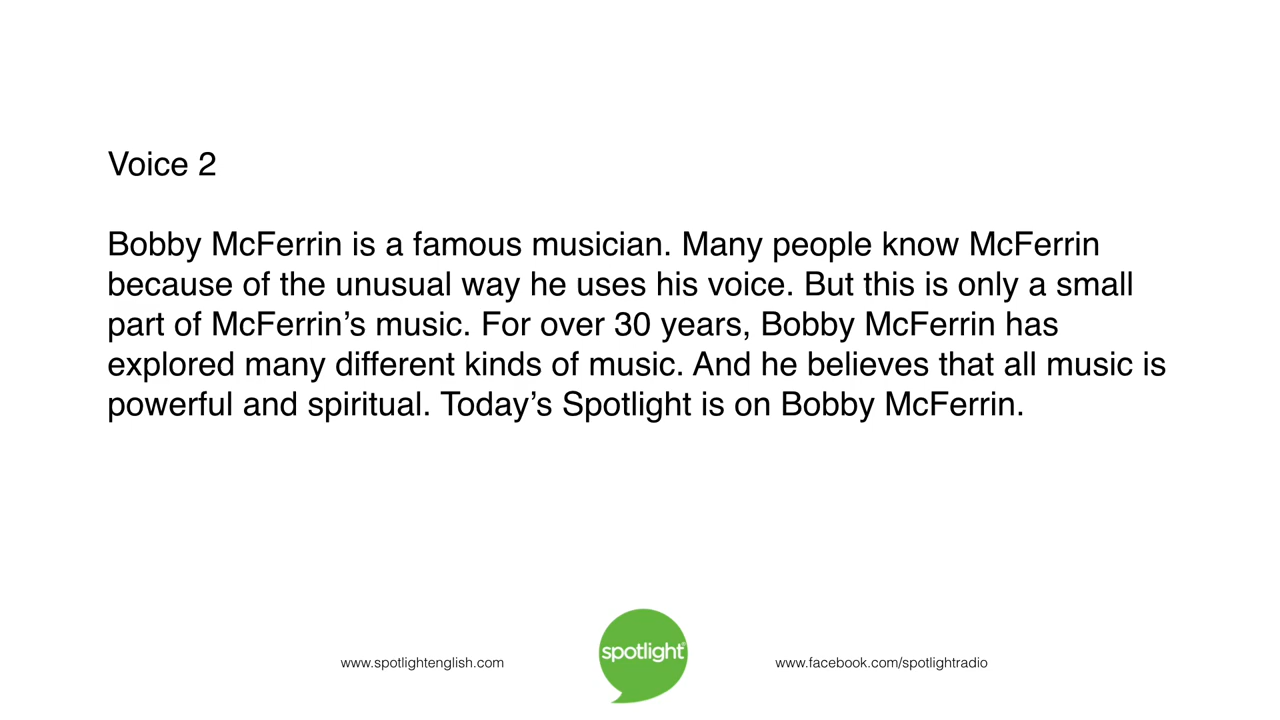 Voice 2
Bobby McFerrin is a famous musician. Many people know McFerrin
because of the unusual way he uses his voice. But this is only a small
part of McFerrin’s music. For over 30 years, Bobby McFerrin has
explored many different kinds of music. And he believes that all music is
powerful and spiritual. Today’s Spotlight is on Bobby McFerrin.
www.spotlightenglish.com
spotlight®
www.facebook.com/spotlightradio